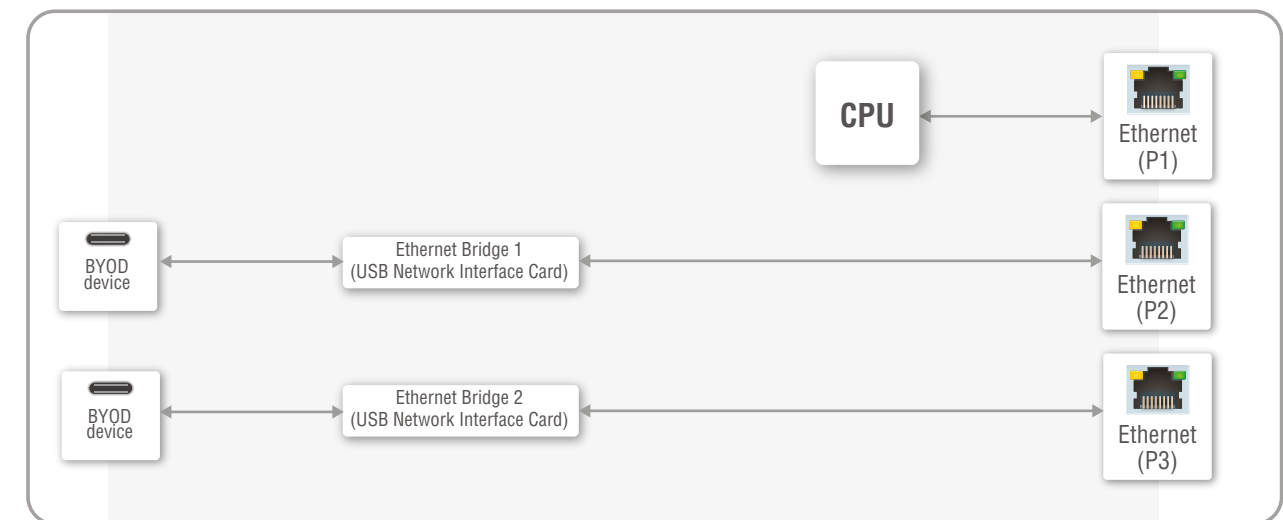 CPU
Ethernet
(P1)
BYOD
device
Ethernet Bridge 1
(USB Network Interface Card)
Ethernet
(P2)
BYOD
device
Ethernet Bridge 2
(USB Network Interface Card)
Ethernet
(P3)